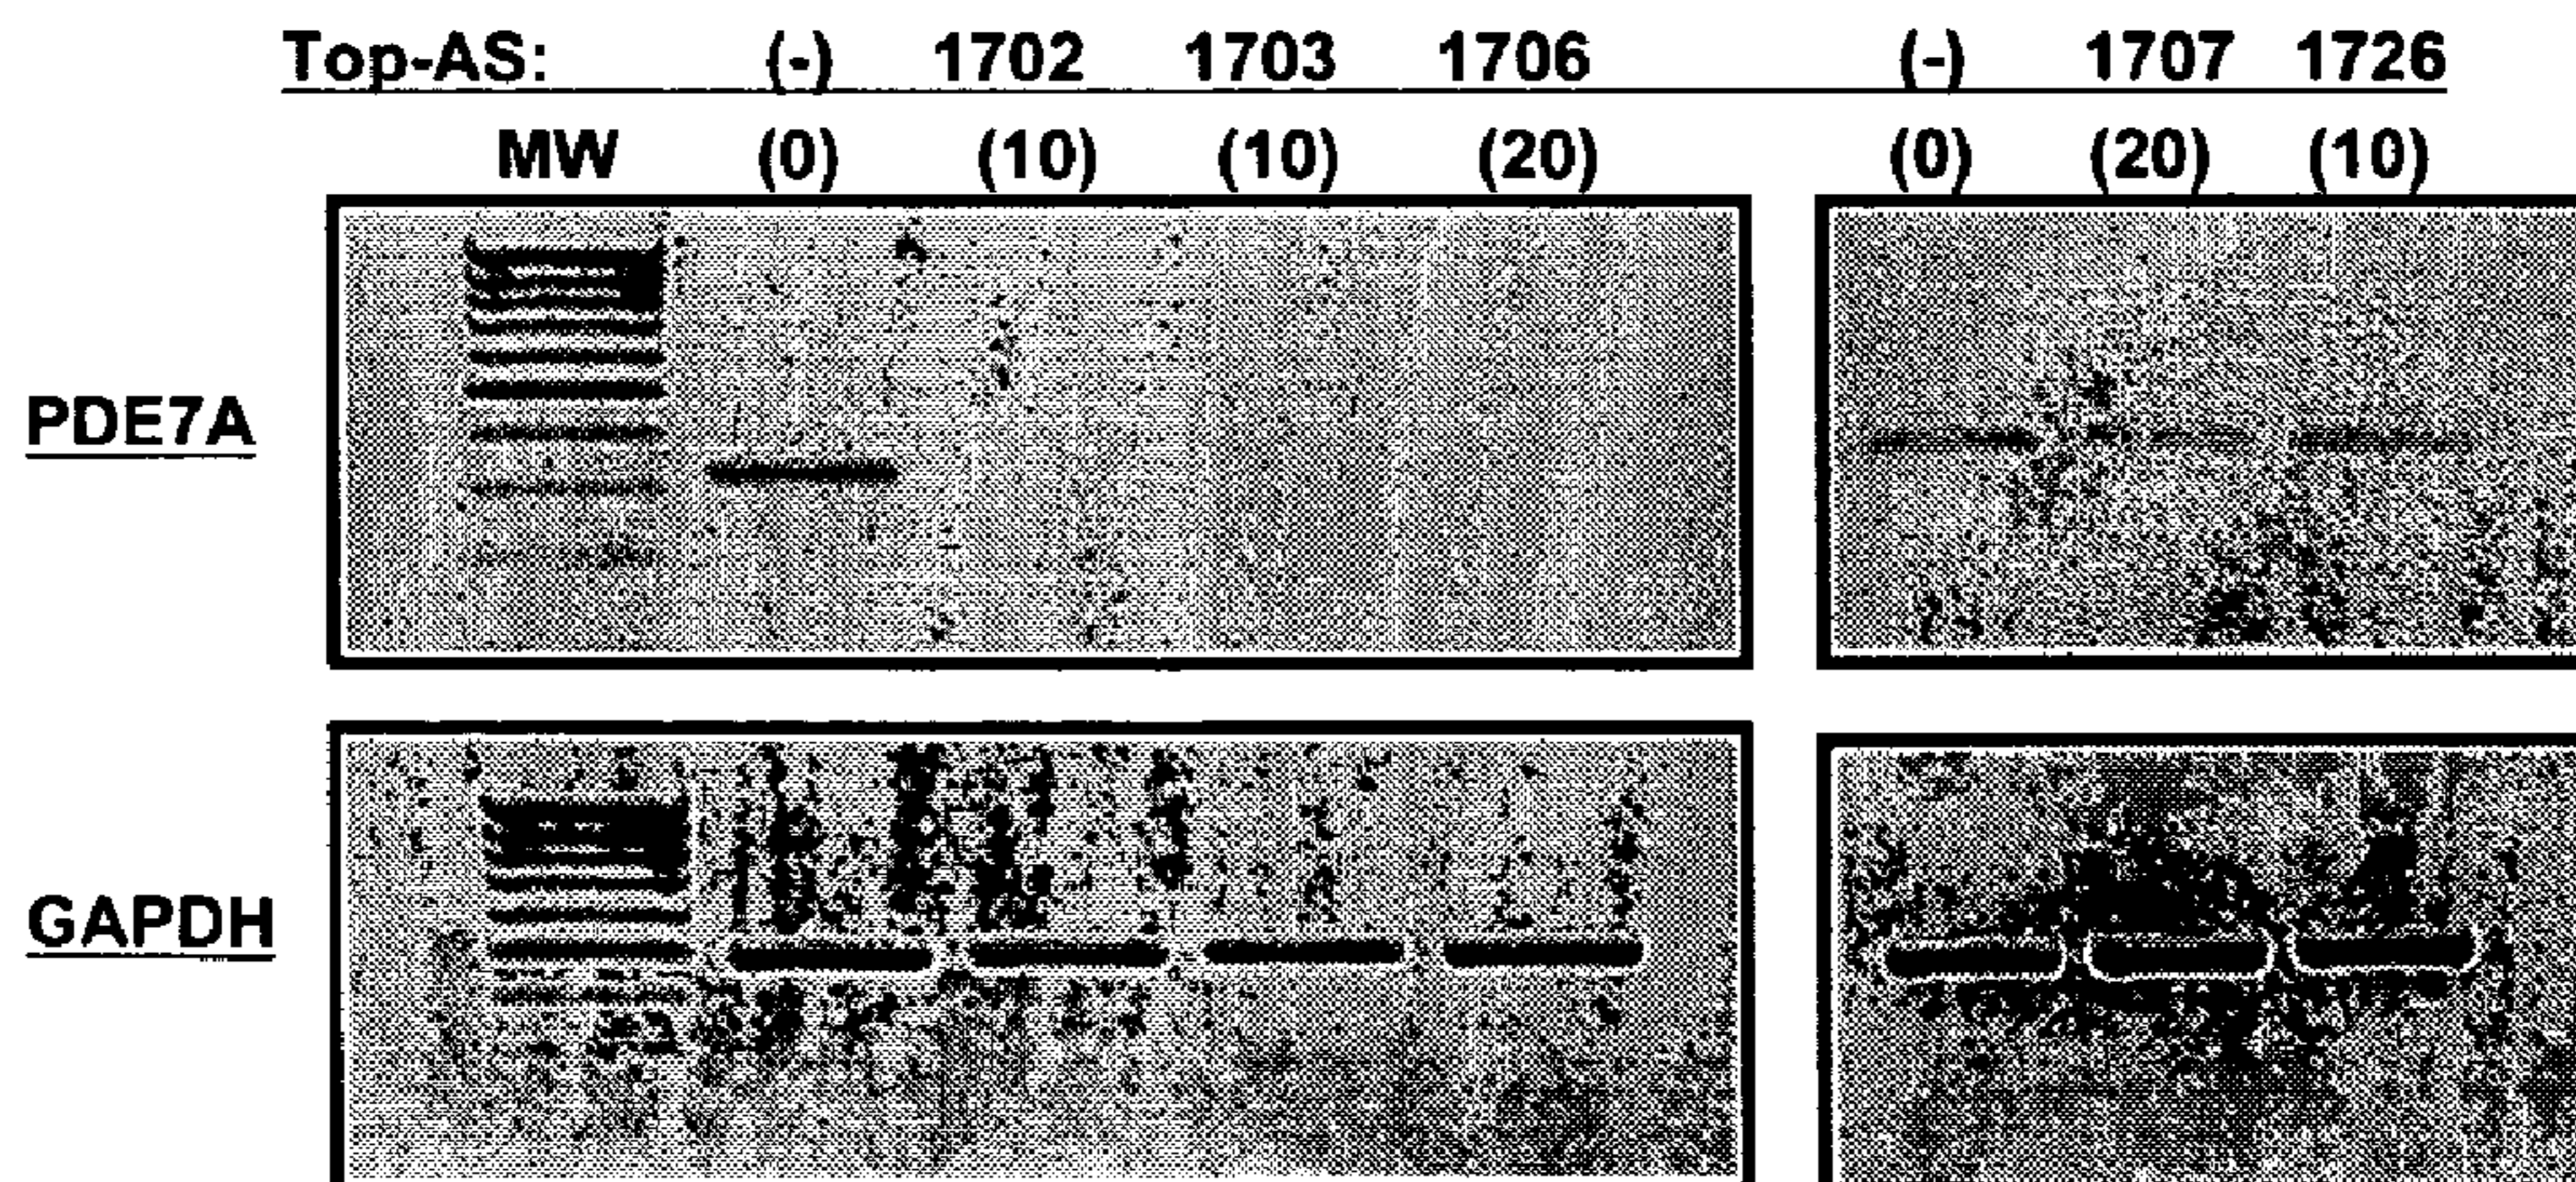 Top-AS: (-) 1702 1703 1706 (-) 1707 1726
MW (0) (10) (10) (20) (0) (20) (10)
PDE7A
GAPDH